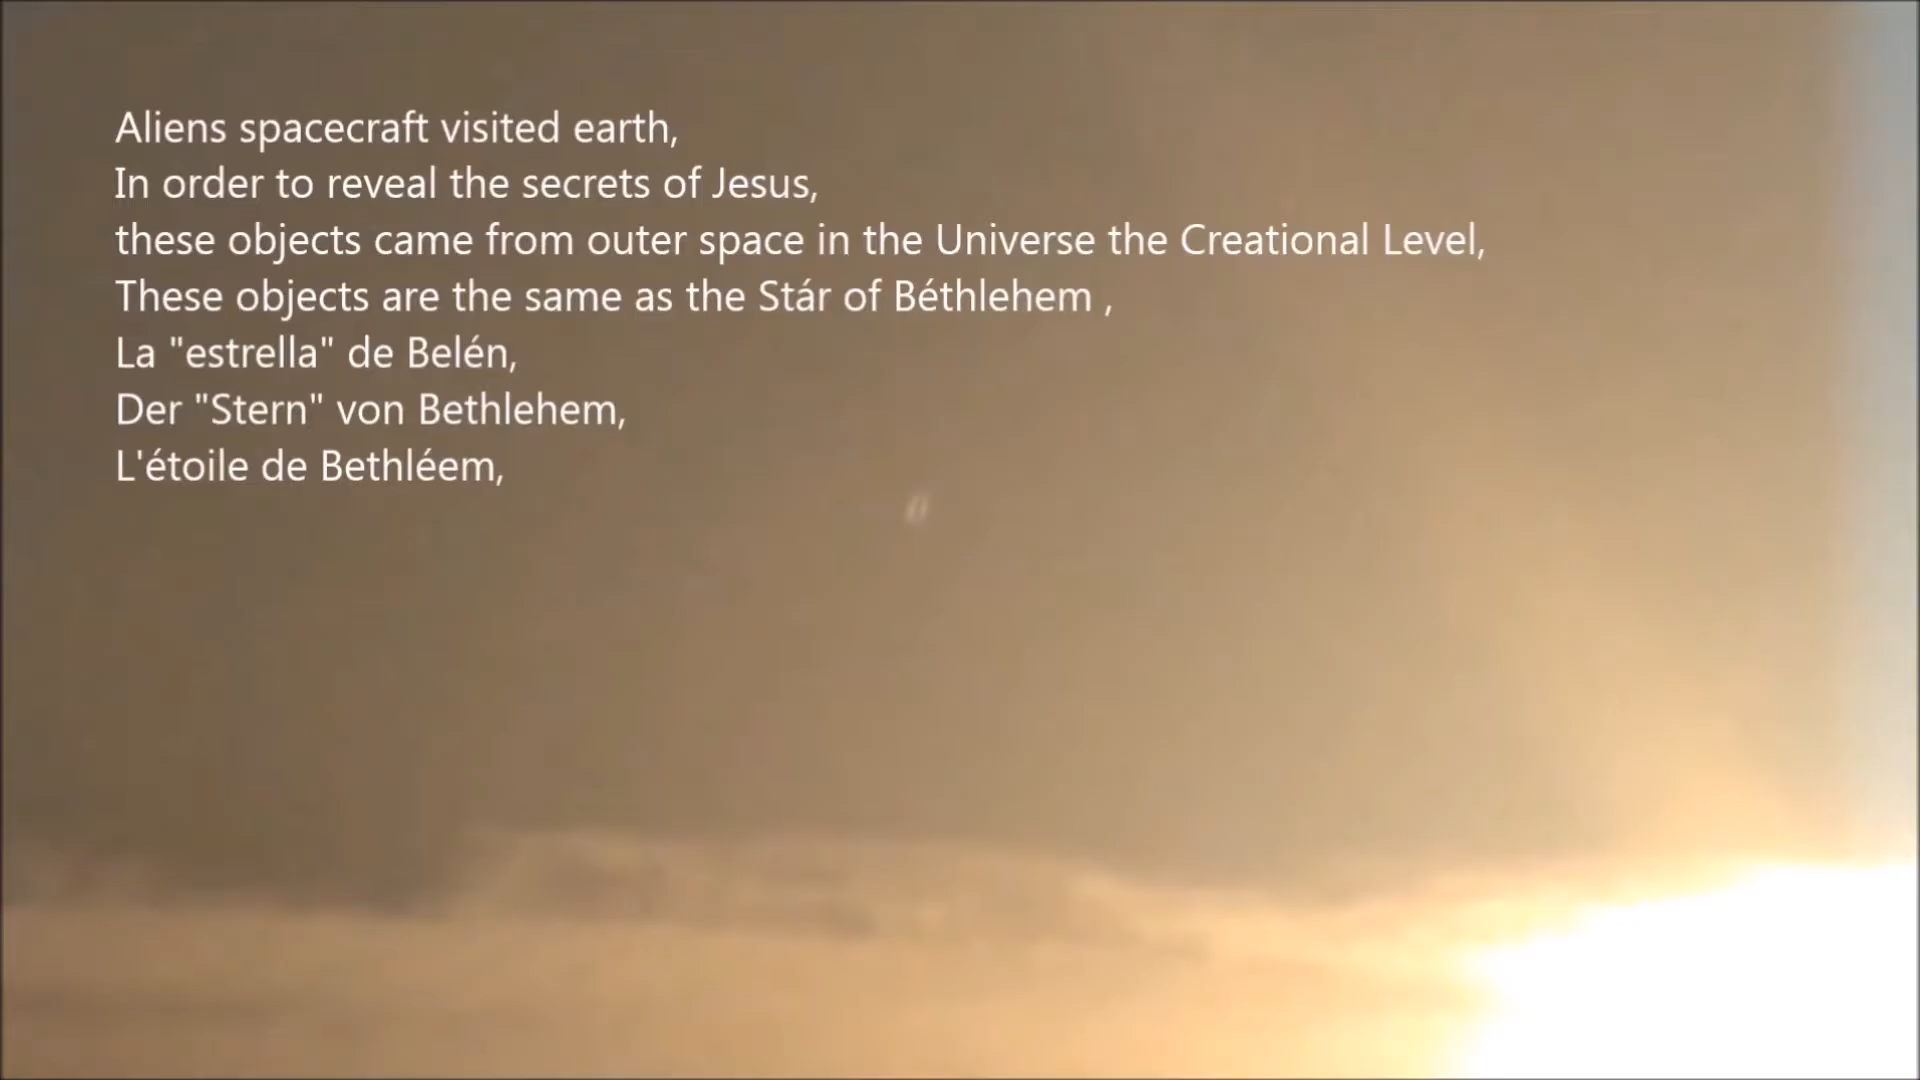 Aliens spacecraft visited earth,
In order to reveal the secrets of Jesus,
these objects came from outer space in the Universe the Creational Level,
These objects are the same as the Stár of Béthlehem ,
La "estrella" de Belén,
Der "Stern" von Bethlehem,
L'étoile de Bethléem,